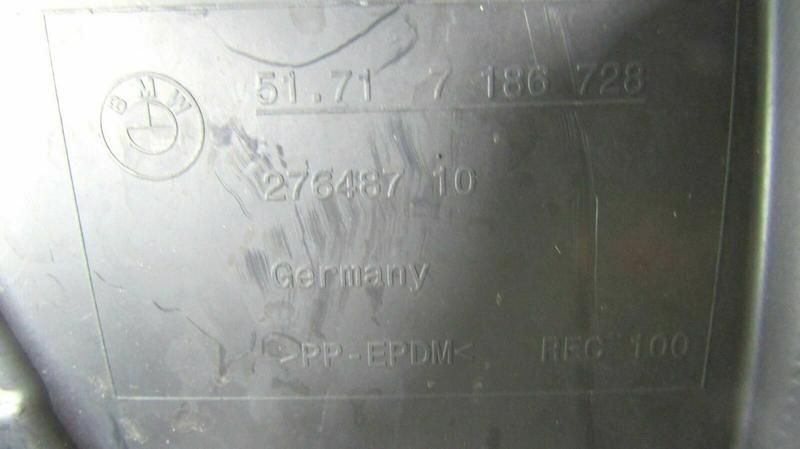 BMW
51.71 7 186 728
276487 10
Germany
>PP-EPDM< REC 100